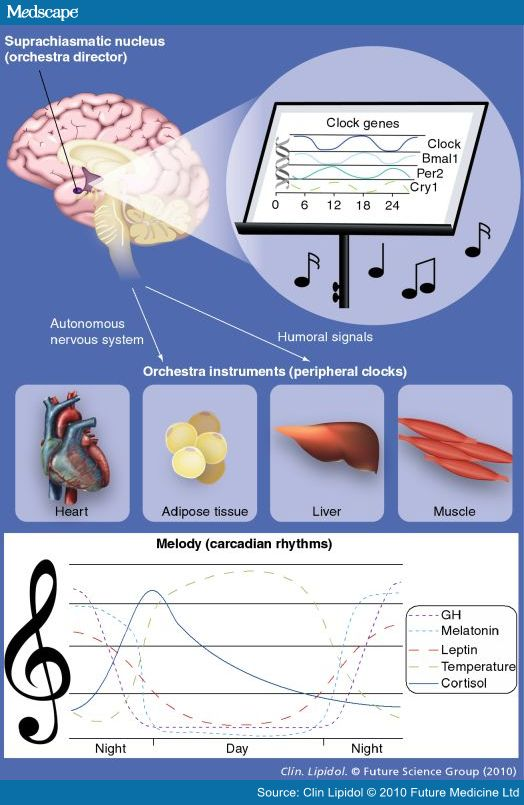 Medscape
Suprachiasmatic nucleus
(orchestra director)
Clock genes
Clock
Bmal1
Per2
Cry1
0 6 12 18 24
Autonomous
nervous system
Humoral signals
Orchestra instruments (peripheral clocks)
Heart
Adipose tissue
Liver
Muscle
Melody (carcadian rhythms)
GH
Melatonin
Leptin
Temperature
Cortisol
Night
Day
Night
Clin. Lipidol. © Future Science Group (2010)
Source: Clin Lipidol © 2010 Future Medicine Ltd